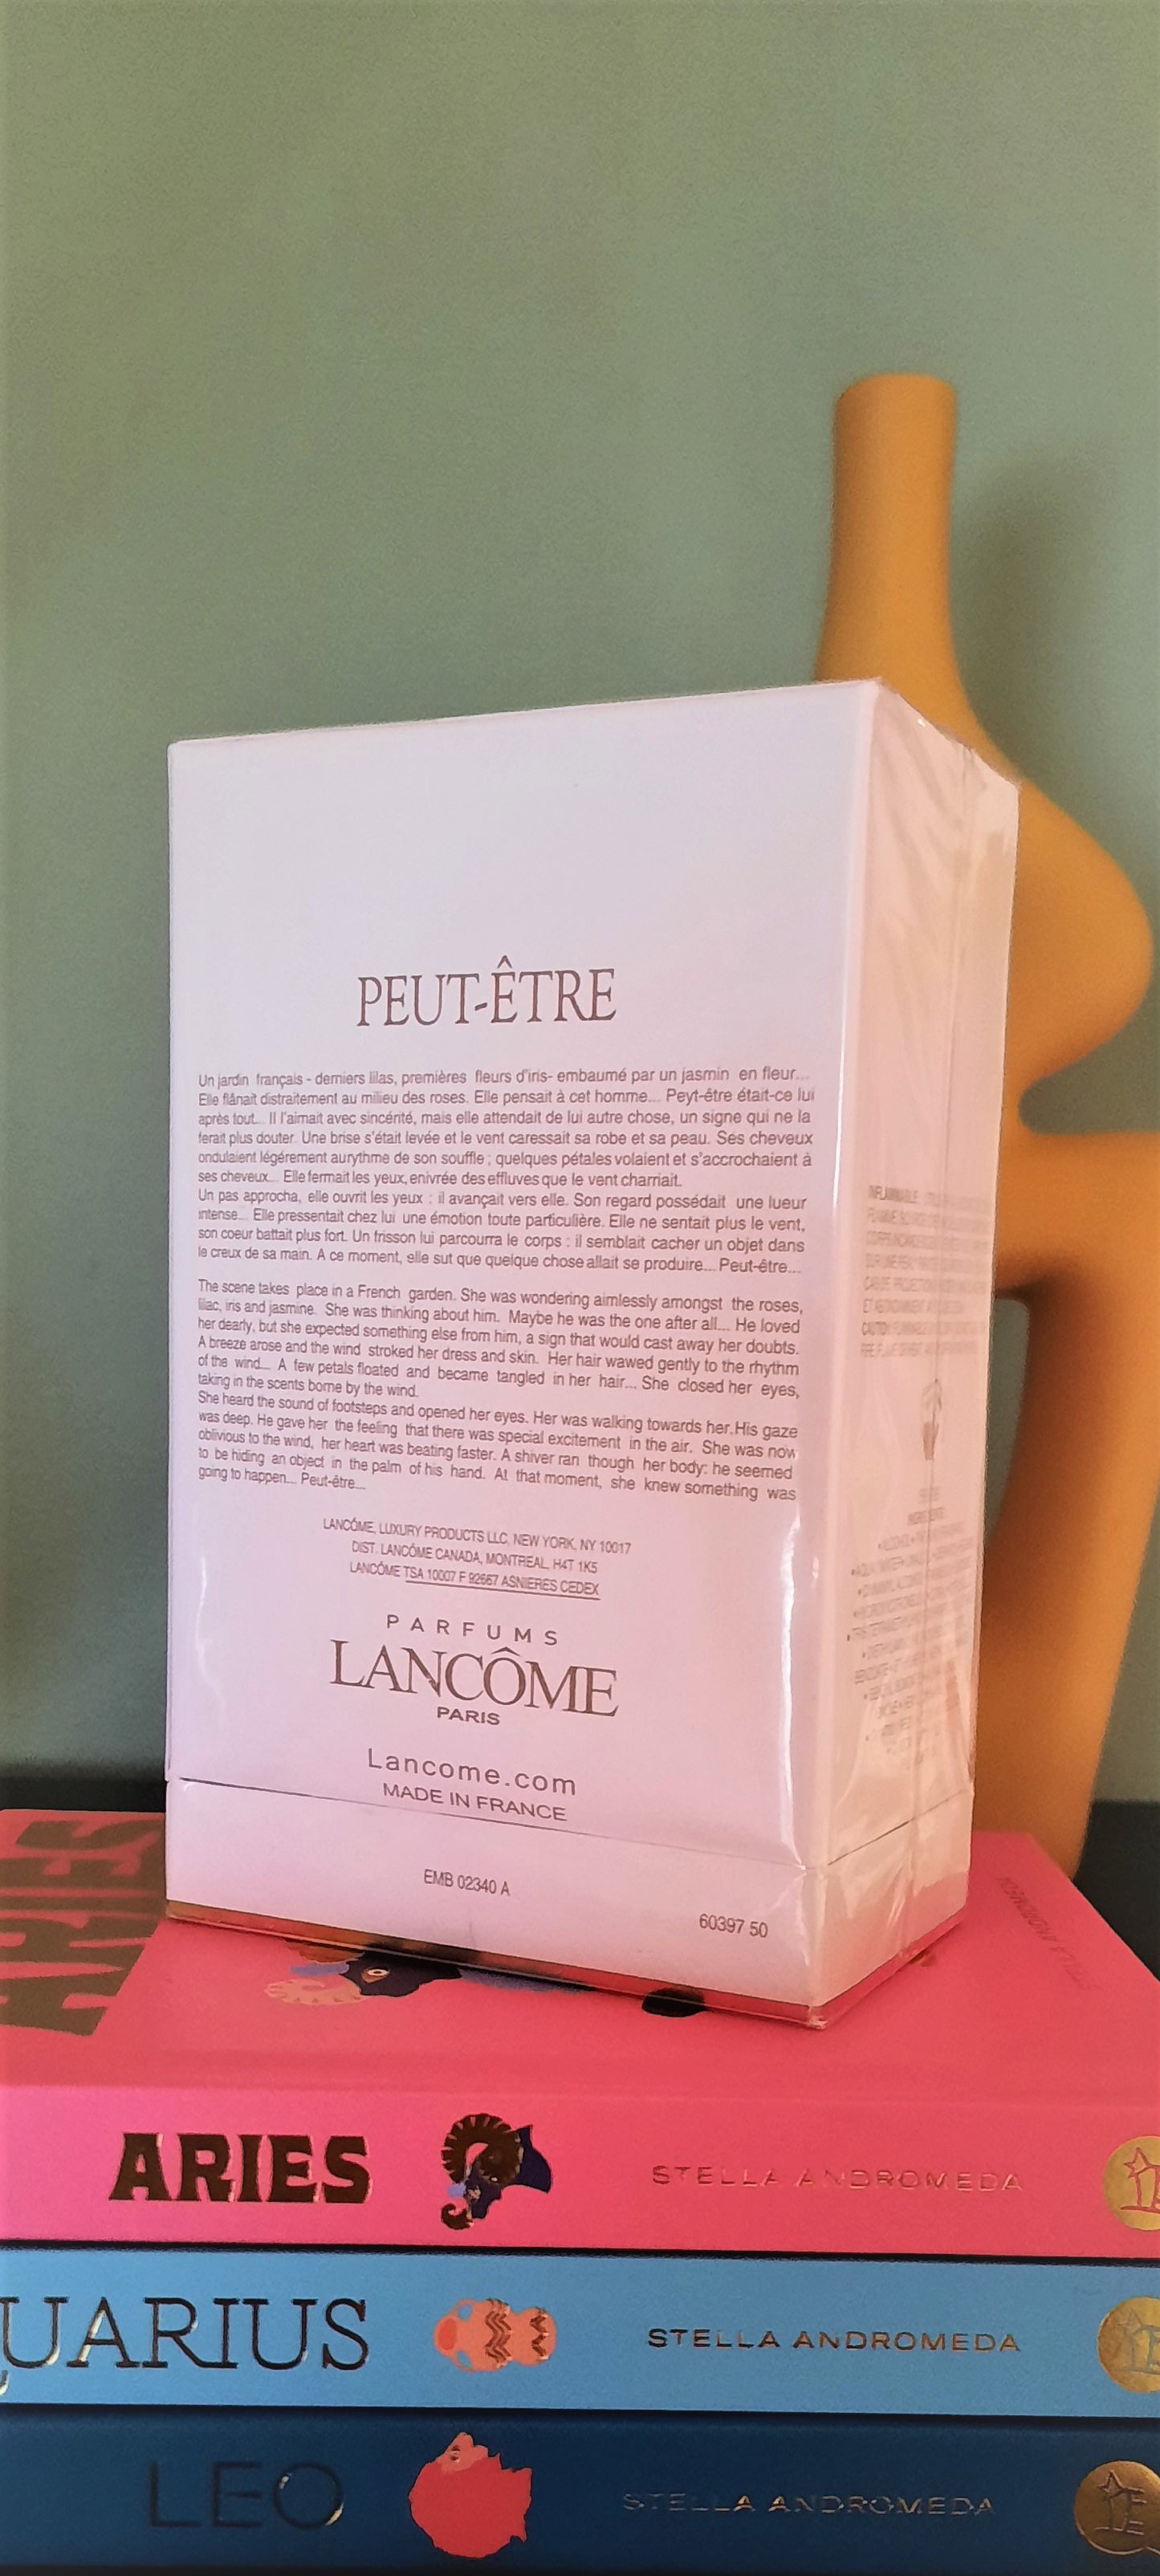 PEUT-ÊTRE
Un jardin français - derniers lilas, premières fleurs d'iris- embaumé par un jasmin en fleur...
Elle flânait distraitement au milieu des roses. Elle pensait à cet homme... Peyt-être était-ce lui
après tout... Il l'aimait avec sincérité, mais elle attendait de lui autre chose, un signe qui ne la
ferait plus douter. Une brise s'était levée et le vent caressait sa robe et sa peau. Ses cheveux
ondulaient légérement aurythme de son souffle ; quelques pétales volaient et s'accrochaient à
ses cheveux... Elle fermait les yeux, enivrée des effluves que le vent charriait.
Un pas approcha, elle ouvrit les yeux : il avançait vers elle. Son regard possédait une lueur
intense... Elle pressentait chez lui une émotion toute particulière. Elle ne sentait plus le vent,
son coeur battait plus fort. Un frisson lui parcourra le corps : il semblait cacher un objet dans
le creux de sa main. A ce moment, elle sut que quelque chose allait se produire.... Peut-être...
The scene takes place in a French garden. She was wondering aimlessly amongst the roses,
lilac, iris and jasmine. She was thinking about him. Maybe he was the one after all.... He loved
her dearly, but she expected something else from him, a sign that would cast away her doubts.
A breeze arose and the wind stroked her dress and skin. Her hair wawed gently to the rhythm
of the wind.... A few petals floated and became tangled in her hair... She closed her eyes,
taking in the scents borne by the wind.
She heard the sound of footsteps and opened her eyes. Her was walking towards her. His gaze
was deep. He gave her the feeling that there was special excitement in the air. She was now
oblivious to the wind, her heart was beating faster. A shiver ran though her body: he seemed
to be hiding an object in the palm of his hand. At that moment, she knew something was
going to happen... Peut-être...
LANCÔME, LUXURY PRODUCTS LLC, NEW YORK, NY 10017
DIST. LANCÔME CANADA, MONTREAL, H4T 1K5
LANCÔME TSA 10007 F 92667 ASNIERES CEDEX
PARFUMS
LANCÔME
PARIS
Lancome.com
MADE IN FRANCE
EMB 02340 A
60397 50
INFLAMMABLE
CAUTION
ARIES
STELLA ANDROMEDA
ARIES
STELLA ANDROMEDA
UARIUS
STELLA ANDROMEDA
LEO
STELLA ANDROMEDA